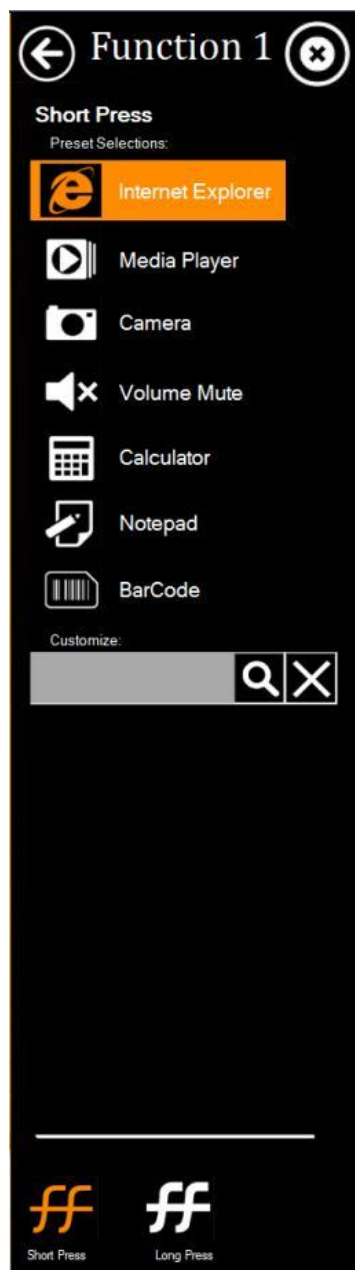 Function 1
Short Press
Preset Selections:
Internet Explorer
Media Player
Camera
Volume Mute
Calculator
Notepad
BarCode
Customize:
Short Press Long Press